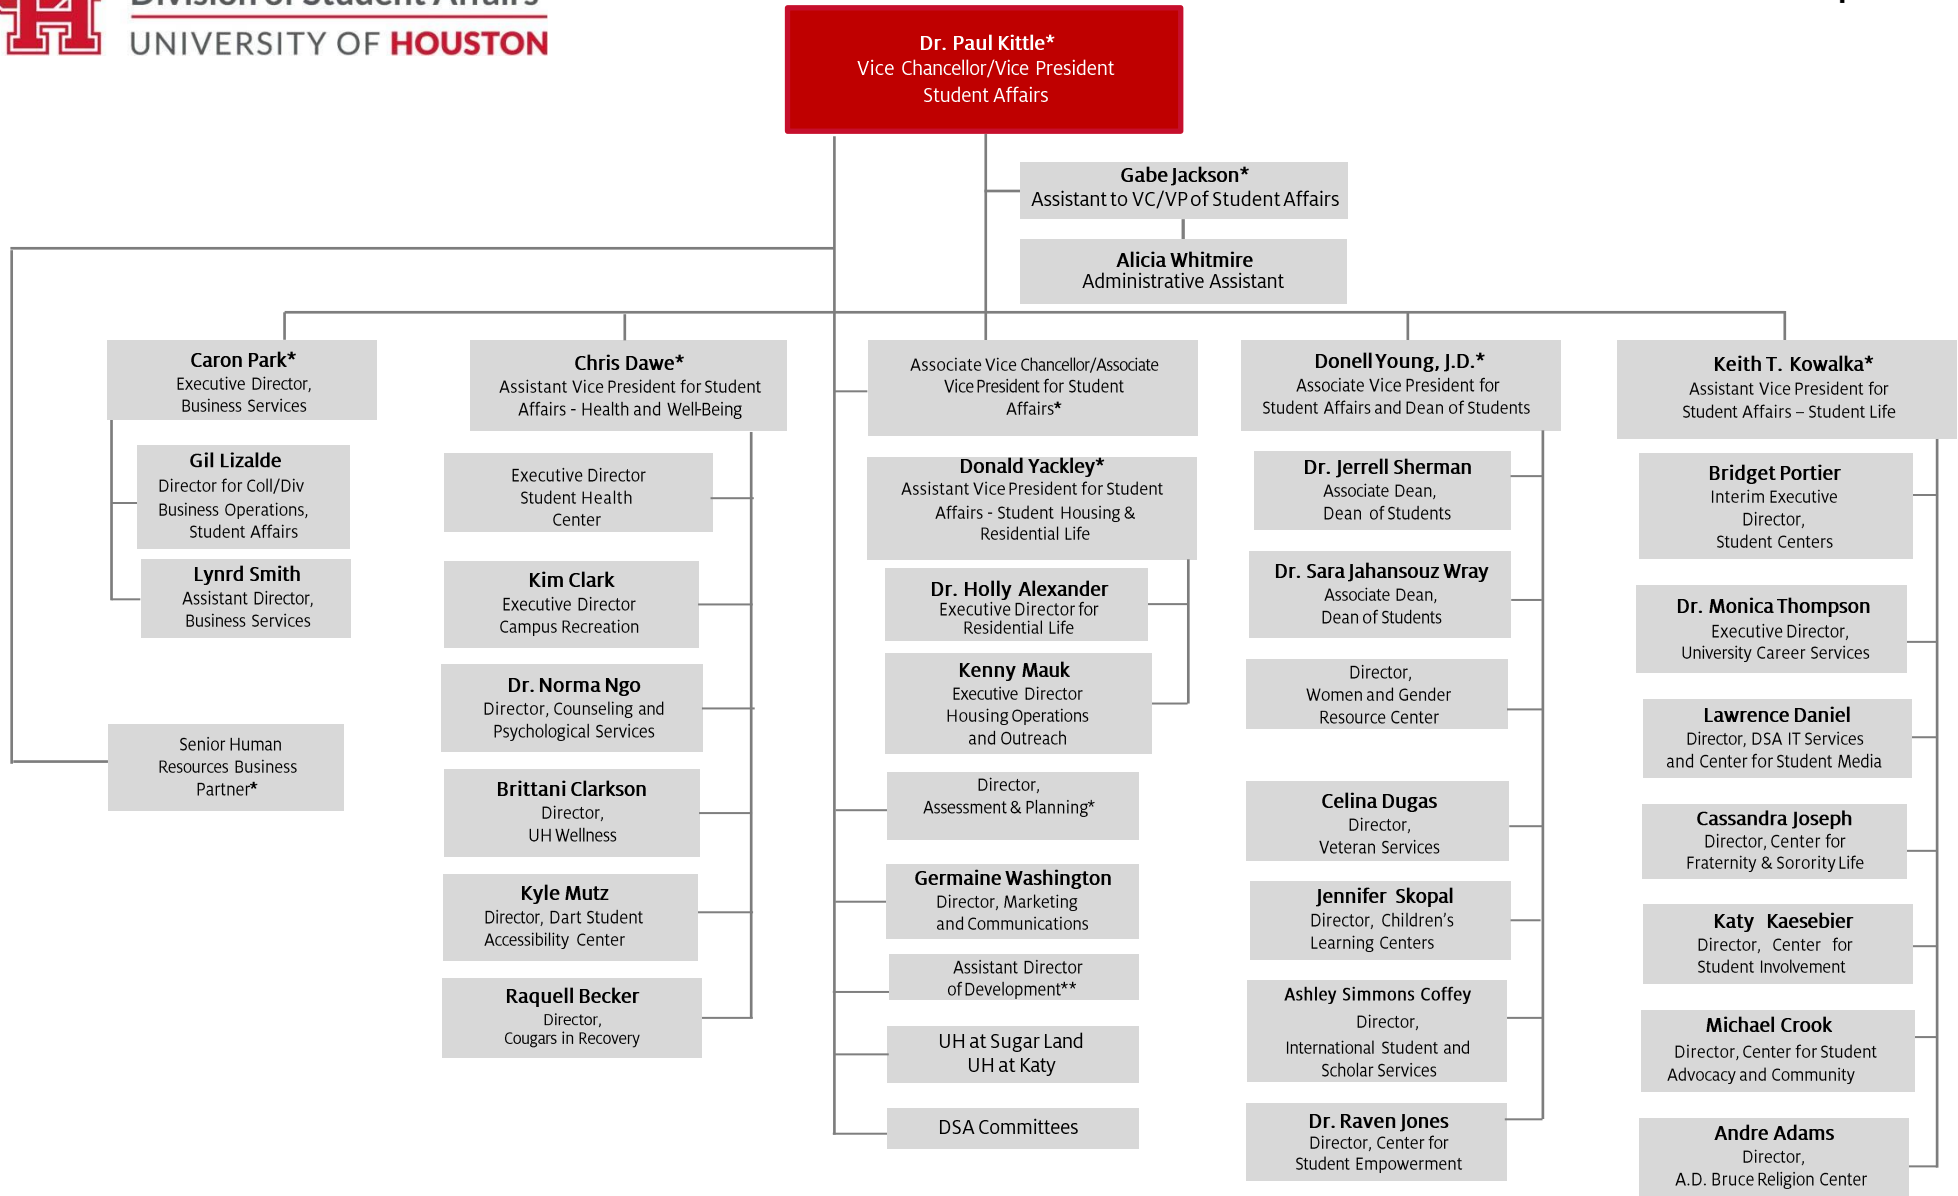 Division of Student Affairs
UNIVERSITY OF HOUSTON
Dr. Paul Kittle*
Vice Chancellor/Vice President
Student Affairs
Gabe Jackson*
Assistant to VC/VP of Student Affairs
Alicia Whitmire
Administrative Assistant
Caron Park*
Executive Director,
Business Services
Gil Lizalde
Director for Coll/Div
Business Operations,
Student Affairs
Lynrd Smith
Assistant Director,
Business Services
Senior Human
Resources Business
Partner*
Chris Dawe*
Assistant Vice President for Student
Affairs - Health and Well-Being
Executive Director
Student Health
Center
Kim Clark
Executive Director
Campus Recreation
Dr. Norma Ngo
Director, Counseling and
Psychological Services
Brittani Clarkson
Director,
UH Wellness
Kyle Mutz
Director, Dart Student
Accessibility Center
Raquell Becker
Director,
Cougars in Recovery
Associate Vice Chancellor/Associate
Vice President for Student
Affairs*
Donald Yackley*
Assistant Vice President for Student
Affairs - Student Housing &
Residential Life
Dr. Holly Alexander
Executive Director for
Residential Life
Kenny Mauk
Executive Director
Housing Operations
and Outreach
Director,
Assessment & Planning*
Germaine Washington
Director, Marketing
and Communications
Assistant Director
of Development**
UH at Sugar Land
UH at Katy
DSA Committees
Donell Young, J.D.*
Associate Vice President for
Student Affairs and Dean of Students
Dr. Jerrell Sherman
Associate Dean,
Dean of Students
Dr. Sara Jahansouz Wray
Associate Dean,
Dean of Students
Director,
Women and Gender
Resource Center
Celina Dugas
Director,
Veteran Services
Jennifer Skopal
Director, Children's
Learning Centers
Ashley Simmons Coffey
Director,
International Student and
Scholar Services
Dr. Raven Jones
Director, Center for
Student Empowerment
Keith T. Kowalka*
Assistant Vice President for
Student Affairs – Student Life
Bridget Portier
Interim Executive
Director,
Student Centers
Dr. Monica Thompson
Executive Director,
University Career Services
Lawrence Daniel
Director, DSA IT Services
and Center for Student Media
Cassandra Joseph
Director, Center for
Fraternity & Sorority Life
Katy Kaesebier
Director, Center for
Student Involvement
Michael Crook
Director, Center for Student
Advocacy and Community
Andre Adams
Director,
A.D. Bruce Religion Center